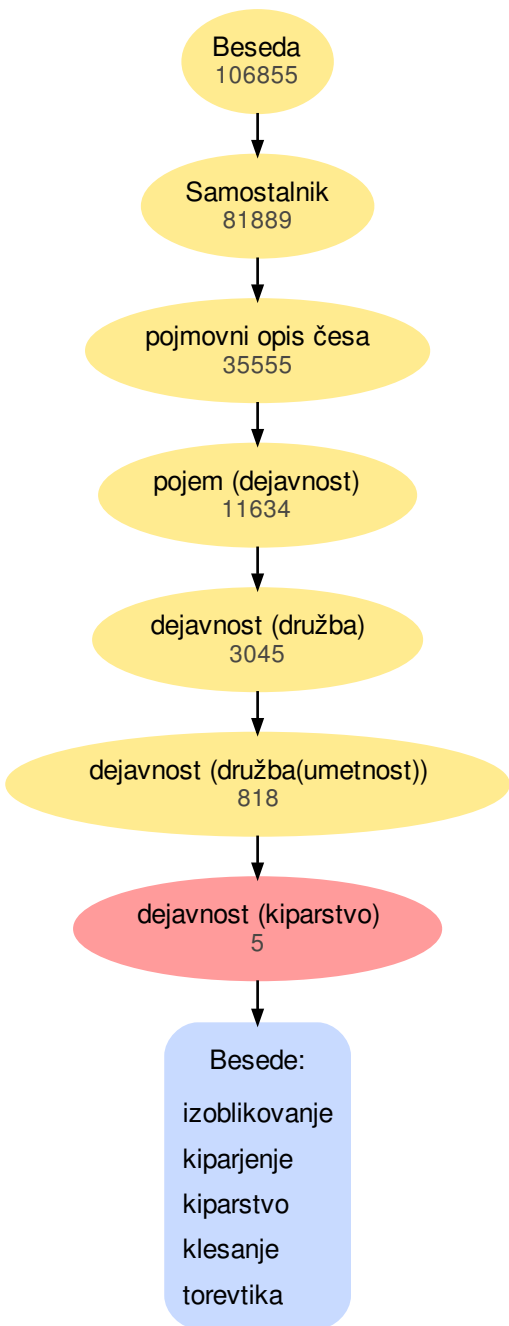 Beseda
106855
Samostalnik
81889
pojmovni opis česa
35555
pojem (dejavnost)
11634
dejavnost (družba)
3045
dejavnost (družba(umetnost))
818
dejavnost (kiparstvo)
5
Besede:
izoblikovanje
kiparjenje
kiparstvo
klesanje
torevtika